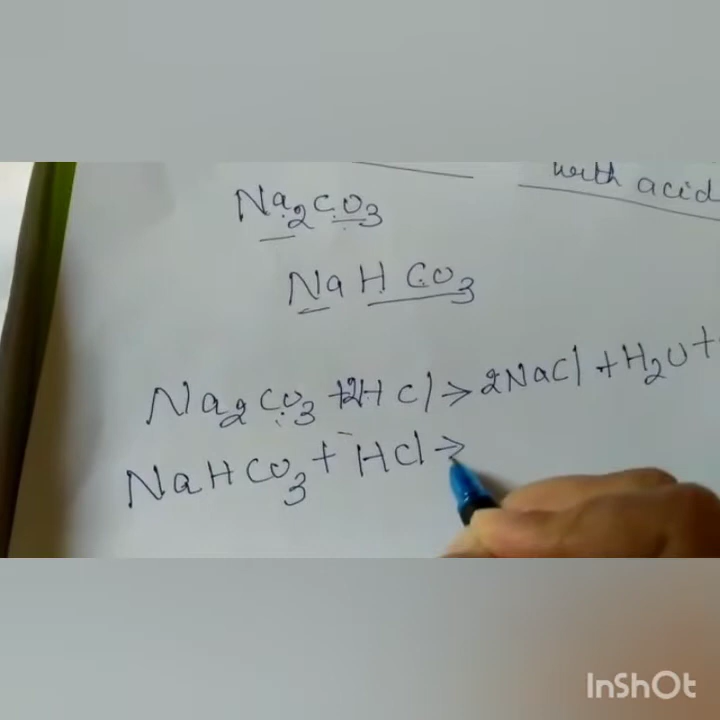 with acid
Na₂CO₃
NaHCO₃
Na₂CO₃ + 2HCl → 2NaCl + H₂O +
NaHCO₃ + HCl →
InShOt